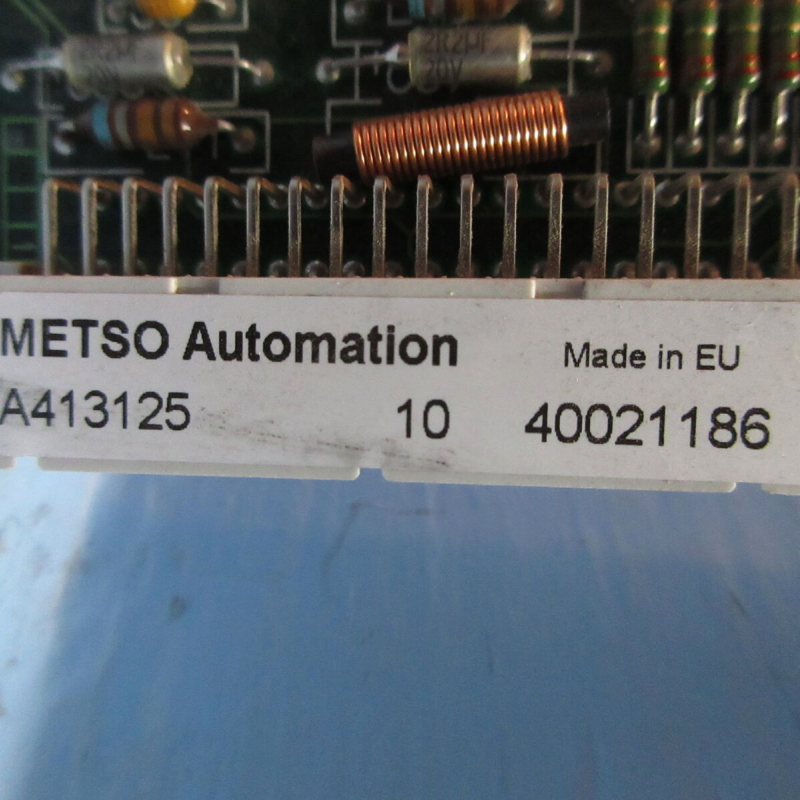 2R2µF
20V
METSO Automation Made in EU
A413125 10 40021186